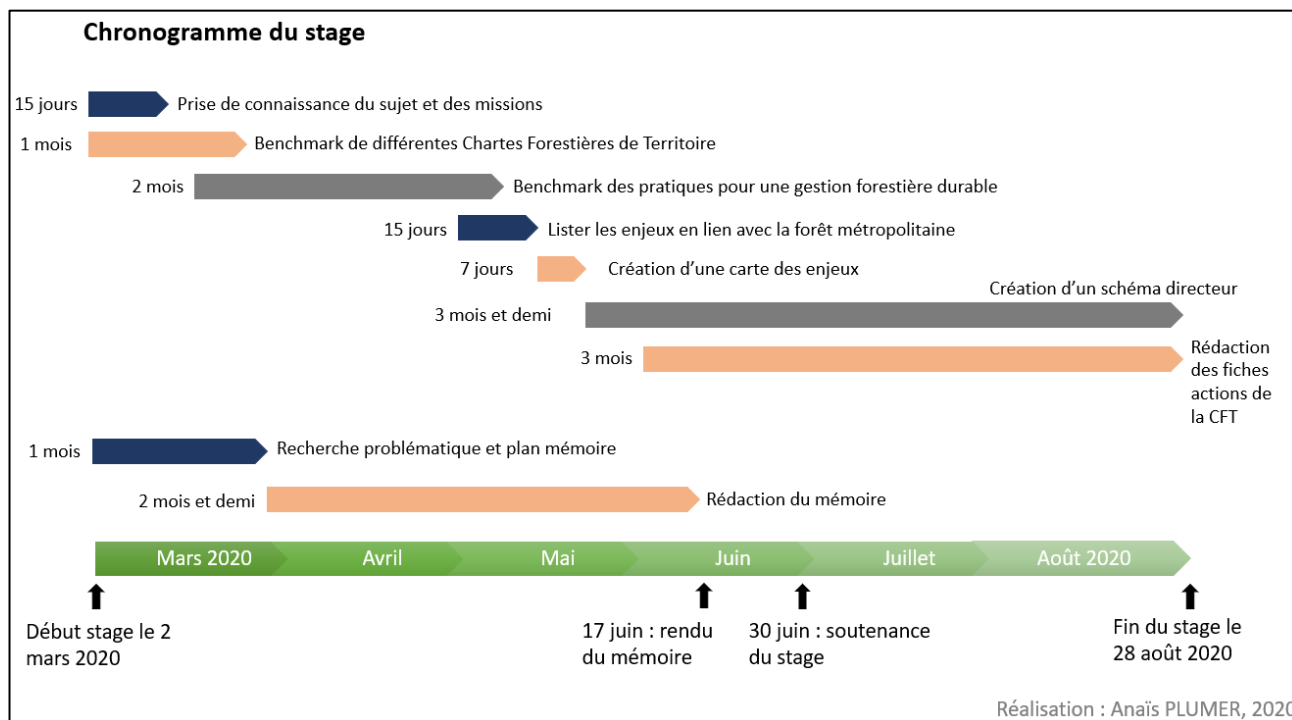 Chronogramme du stage
15 jours
Prise de connaissance du sujet et des missions
1 mois
Benchmark de différentes Chartes Forestières de Territoire
2 mois
Benchmark des pratiques pour une gestion forestière durable
15 jours
Lister les enjeux en lien avec la forêt métropolitaine
7 jours
Création d'une carte des enjeux
Création d'un schéma directeur
3 mois et demi
3 mois
Rédaction
des fiches
actions de
la CFT
1 mois
Recherche problématique et plan mémoire
2 mois et demi
Rédaction du mémoire
Mars 2020
Avril
Mai
Juin
Juillet
Août 2020
Début stage le 2
mars 2020
17 juin : rendu
du mémoire
30 juin : soutenance
du stage
Fin du stage le
28 août 2020
Réalisation : Anaïs PLUMER, 2020